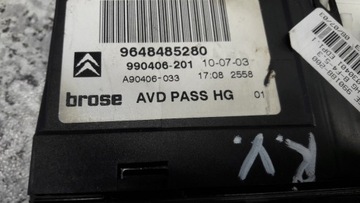 9648485280
990406-201 10-07-03
A90406-033 17:08 2558
brose AVD PASS HG 01